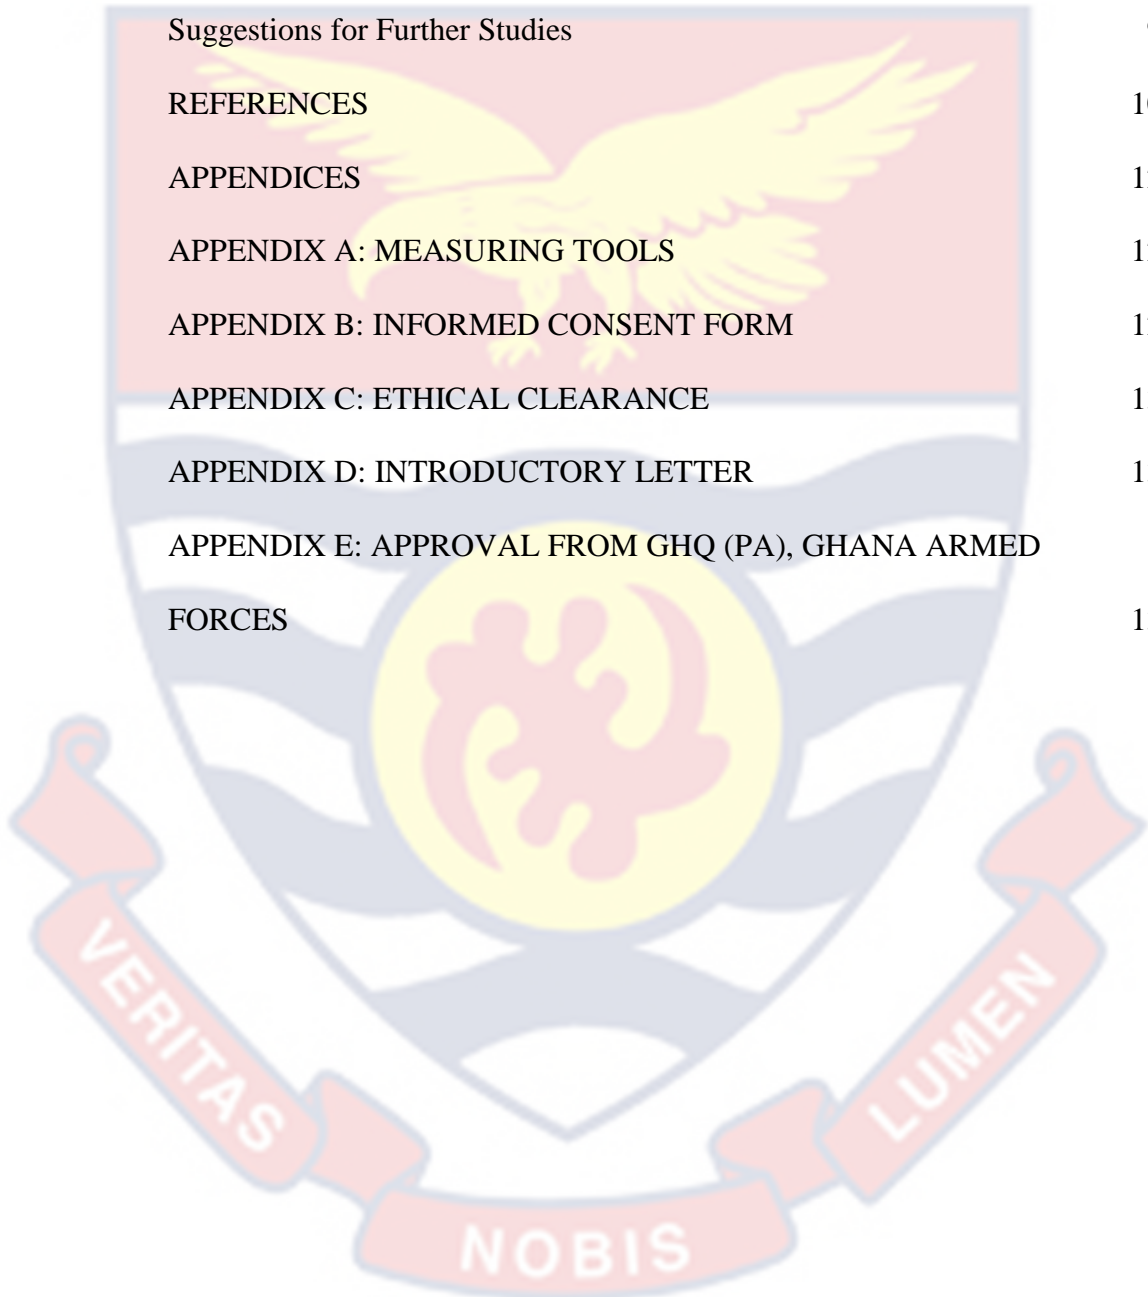 Suggestions for Further Studies
REFERENCES
APPENDICES
APPENDIX A: MEASURING TOOLS
APPENDIX B: INFORMED CONSENT FORM
APPENDIX C: ETHICAL CLEARANCE
APPENDIX D: INTRODUCTORY LETTER
APPENDIX E: APPROVAL FROM GHQ (PA), GHANA ARMED
FORCES
VERITAS
NOBIS
LUMEN